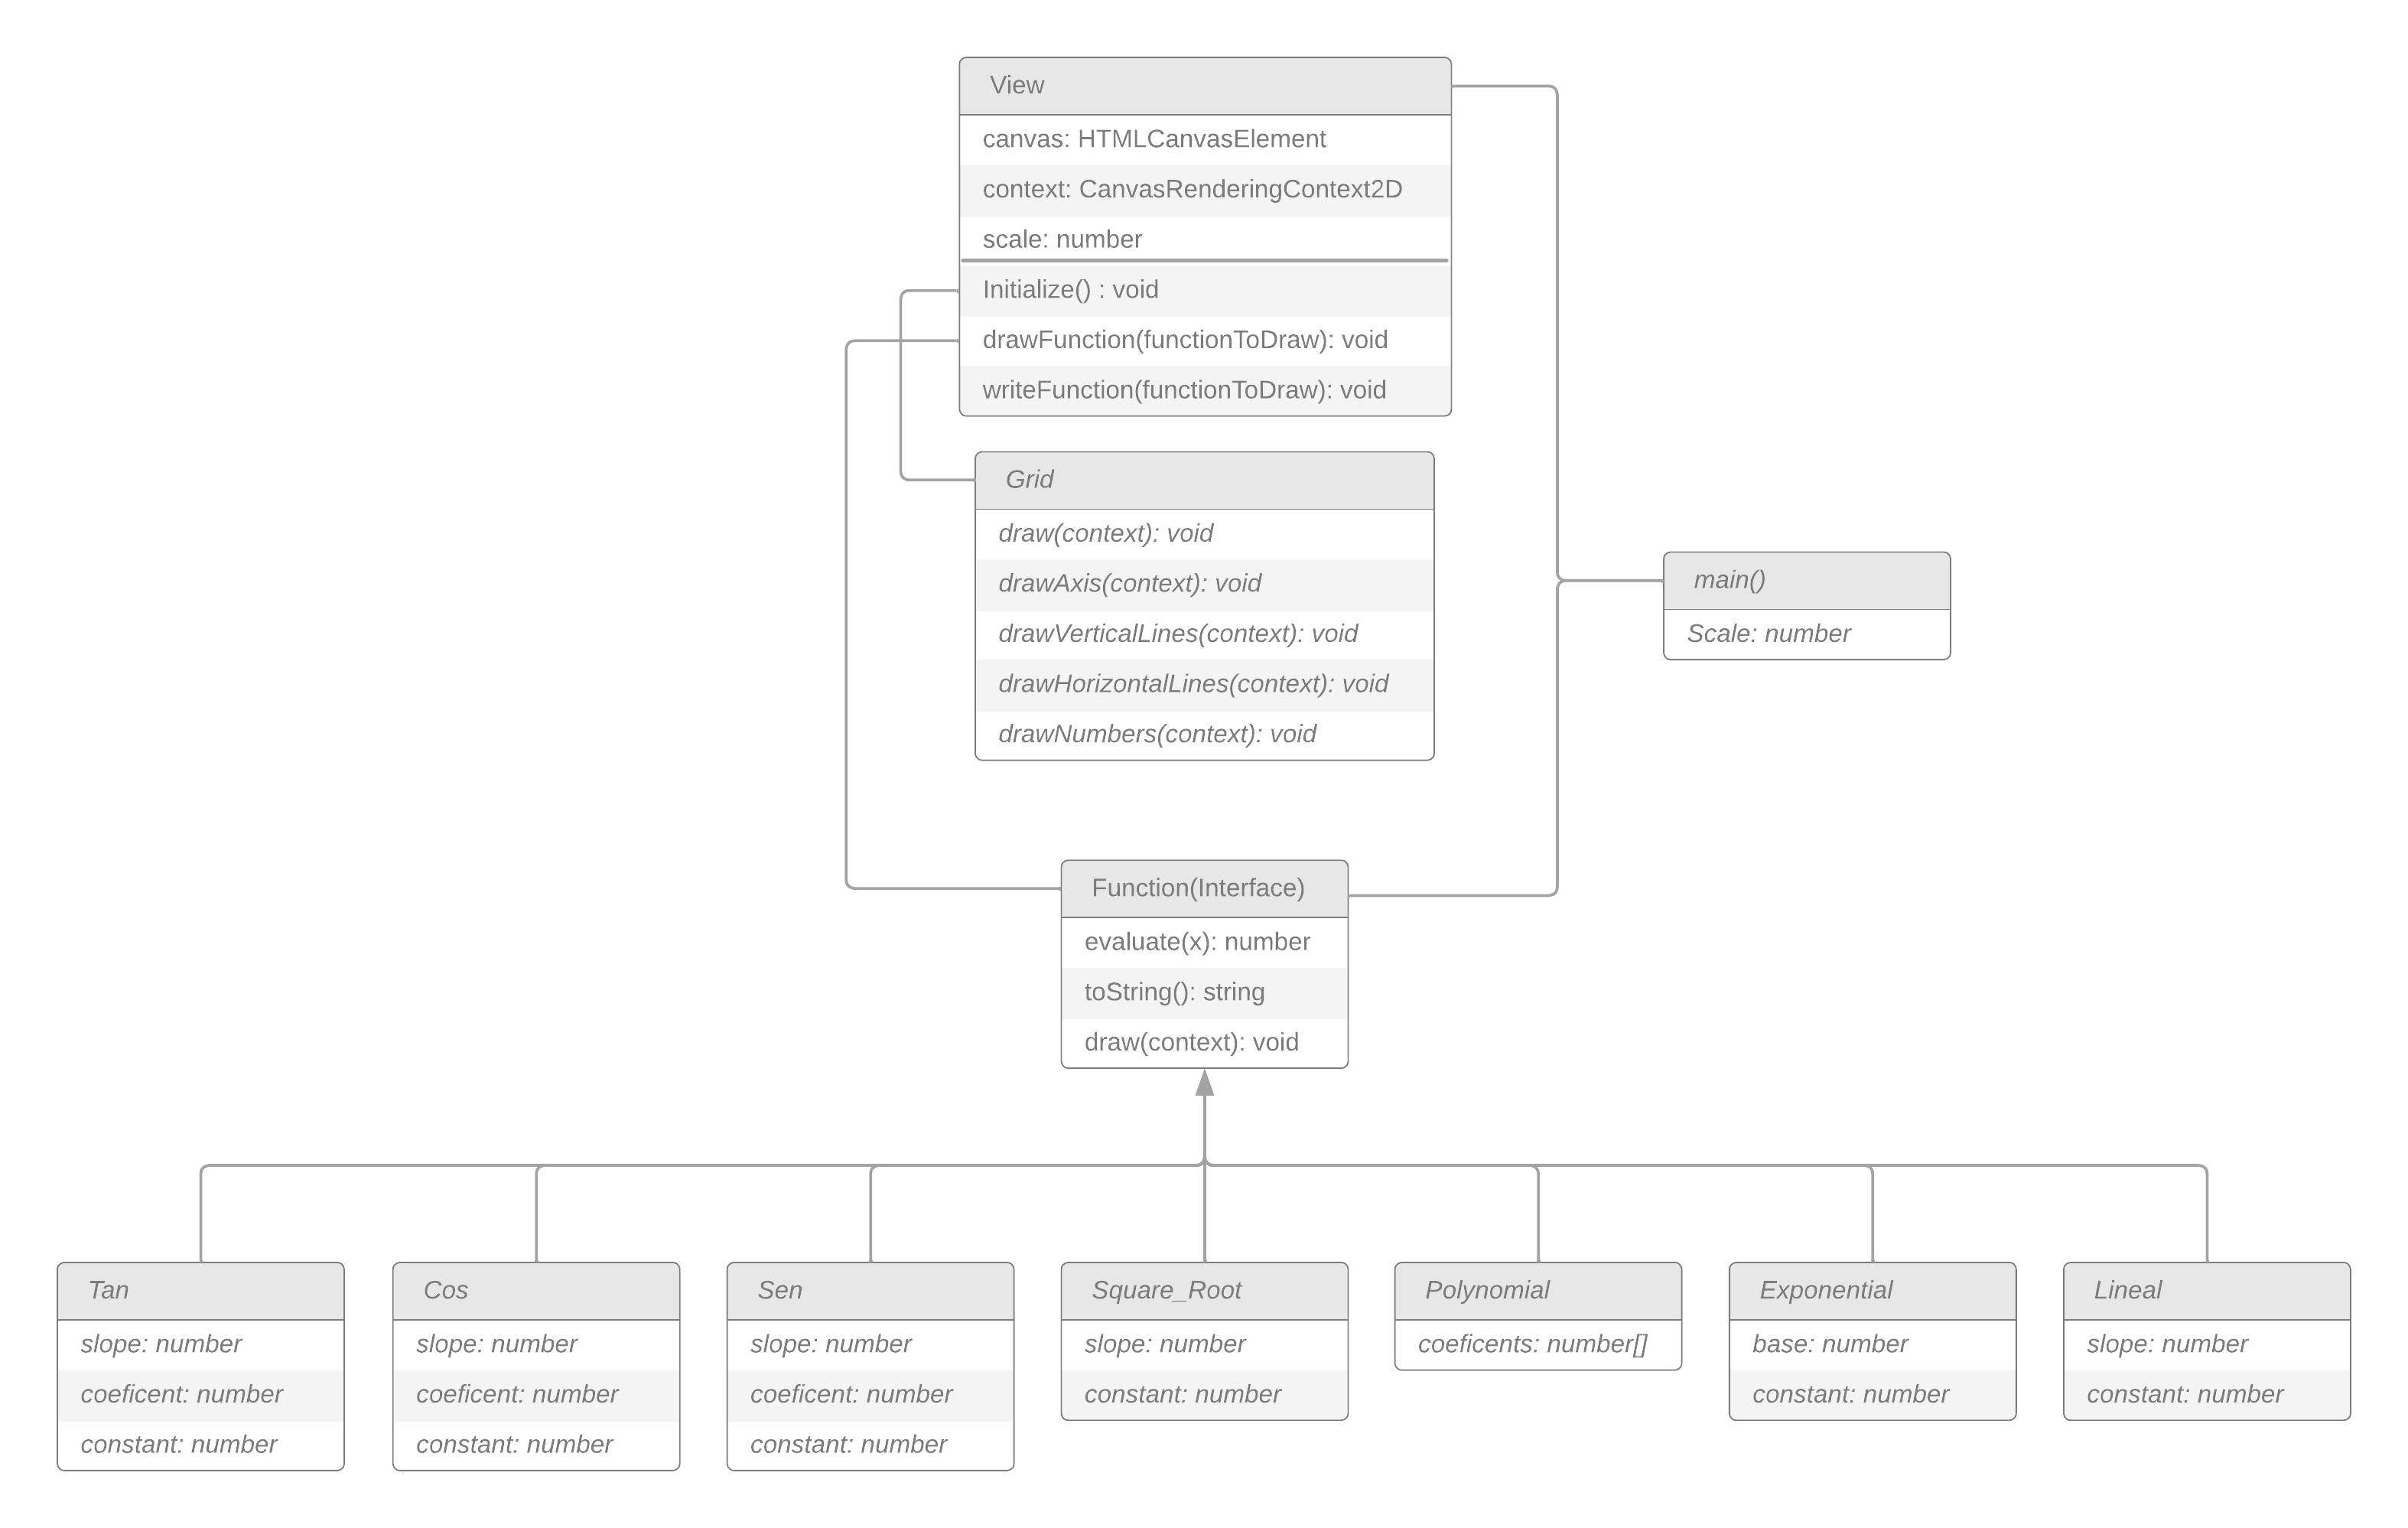 View
canvas: HTMLCanvasElement
context: CanvasRenderingContext2D
scale: number
Initialize() : void
drawFunction(functionToDraw): void
writeFunction(functionToDraw): void
Grid
draw(context): void
drawAxis(context): void
drawVerticalLines(context): void
drawHorizontalLines(context): void
drawNumbers(context): void
main()
Scale: number
Function(Interface)
evaluate(x): number
toString(): string
draw(context): void
Tan
slope: number
coeficent: number
constant: number
Cos
slope: number
coeficent: number
constant: number
Sen
slope: number
coeficent: number
constant: number
Square_Root
slope: number
constant: number
Polynomial
coeficents: number[]
Exponential
base: number
constant: number
Lineal
slope: number
constant: number